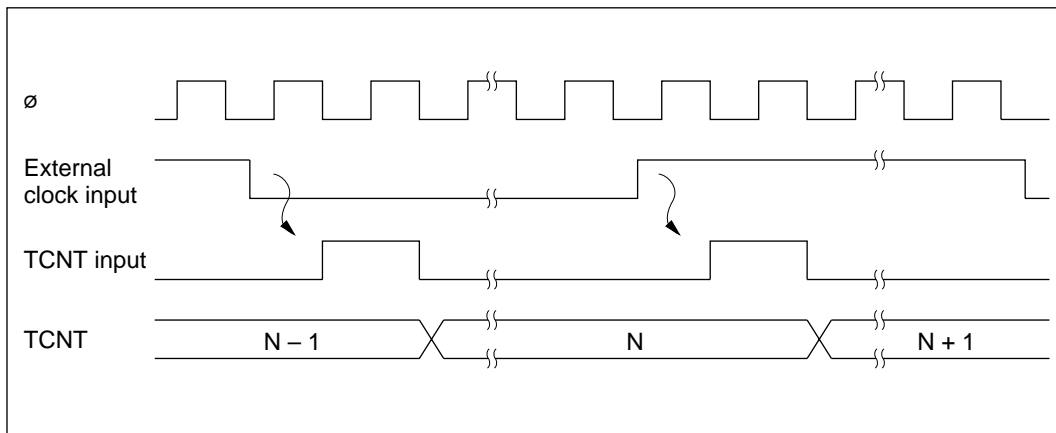 ø
External
clock input
TCNT input
TCNT
N – 1
N
N + 1